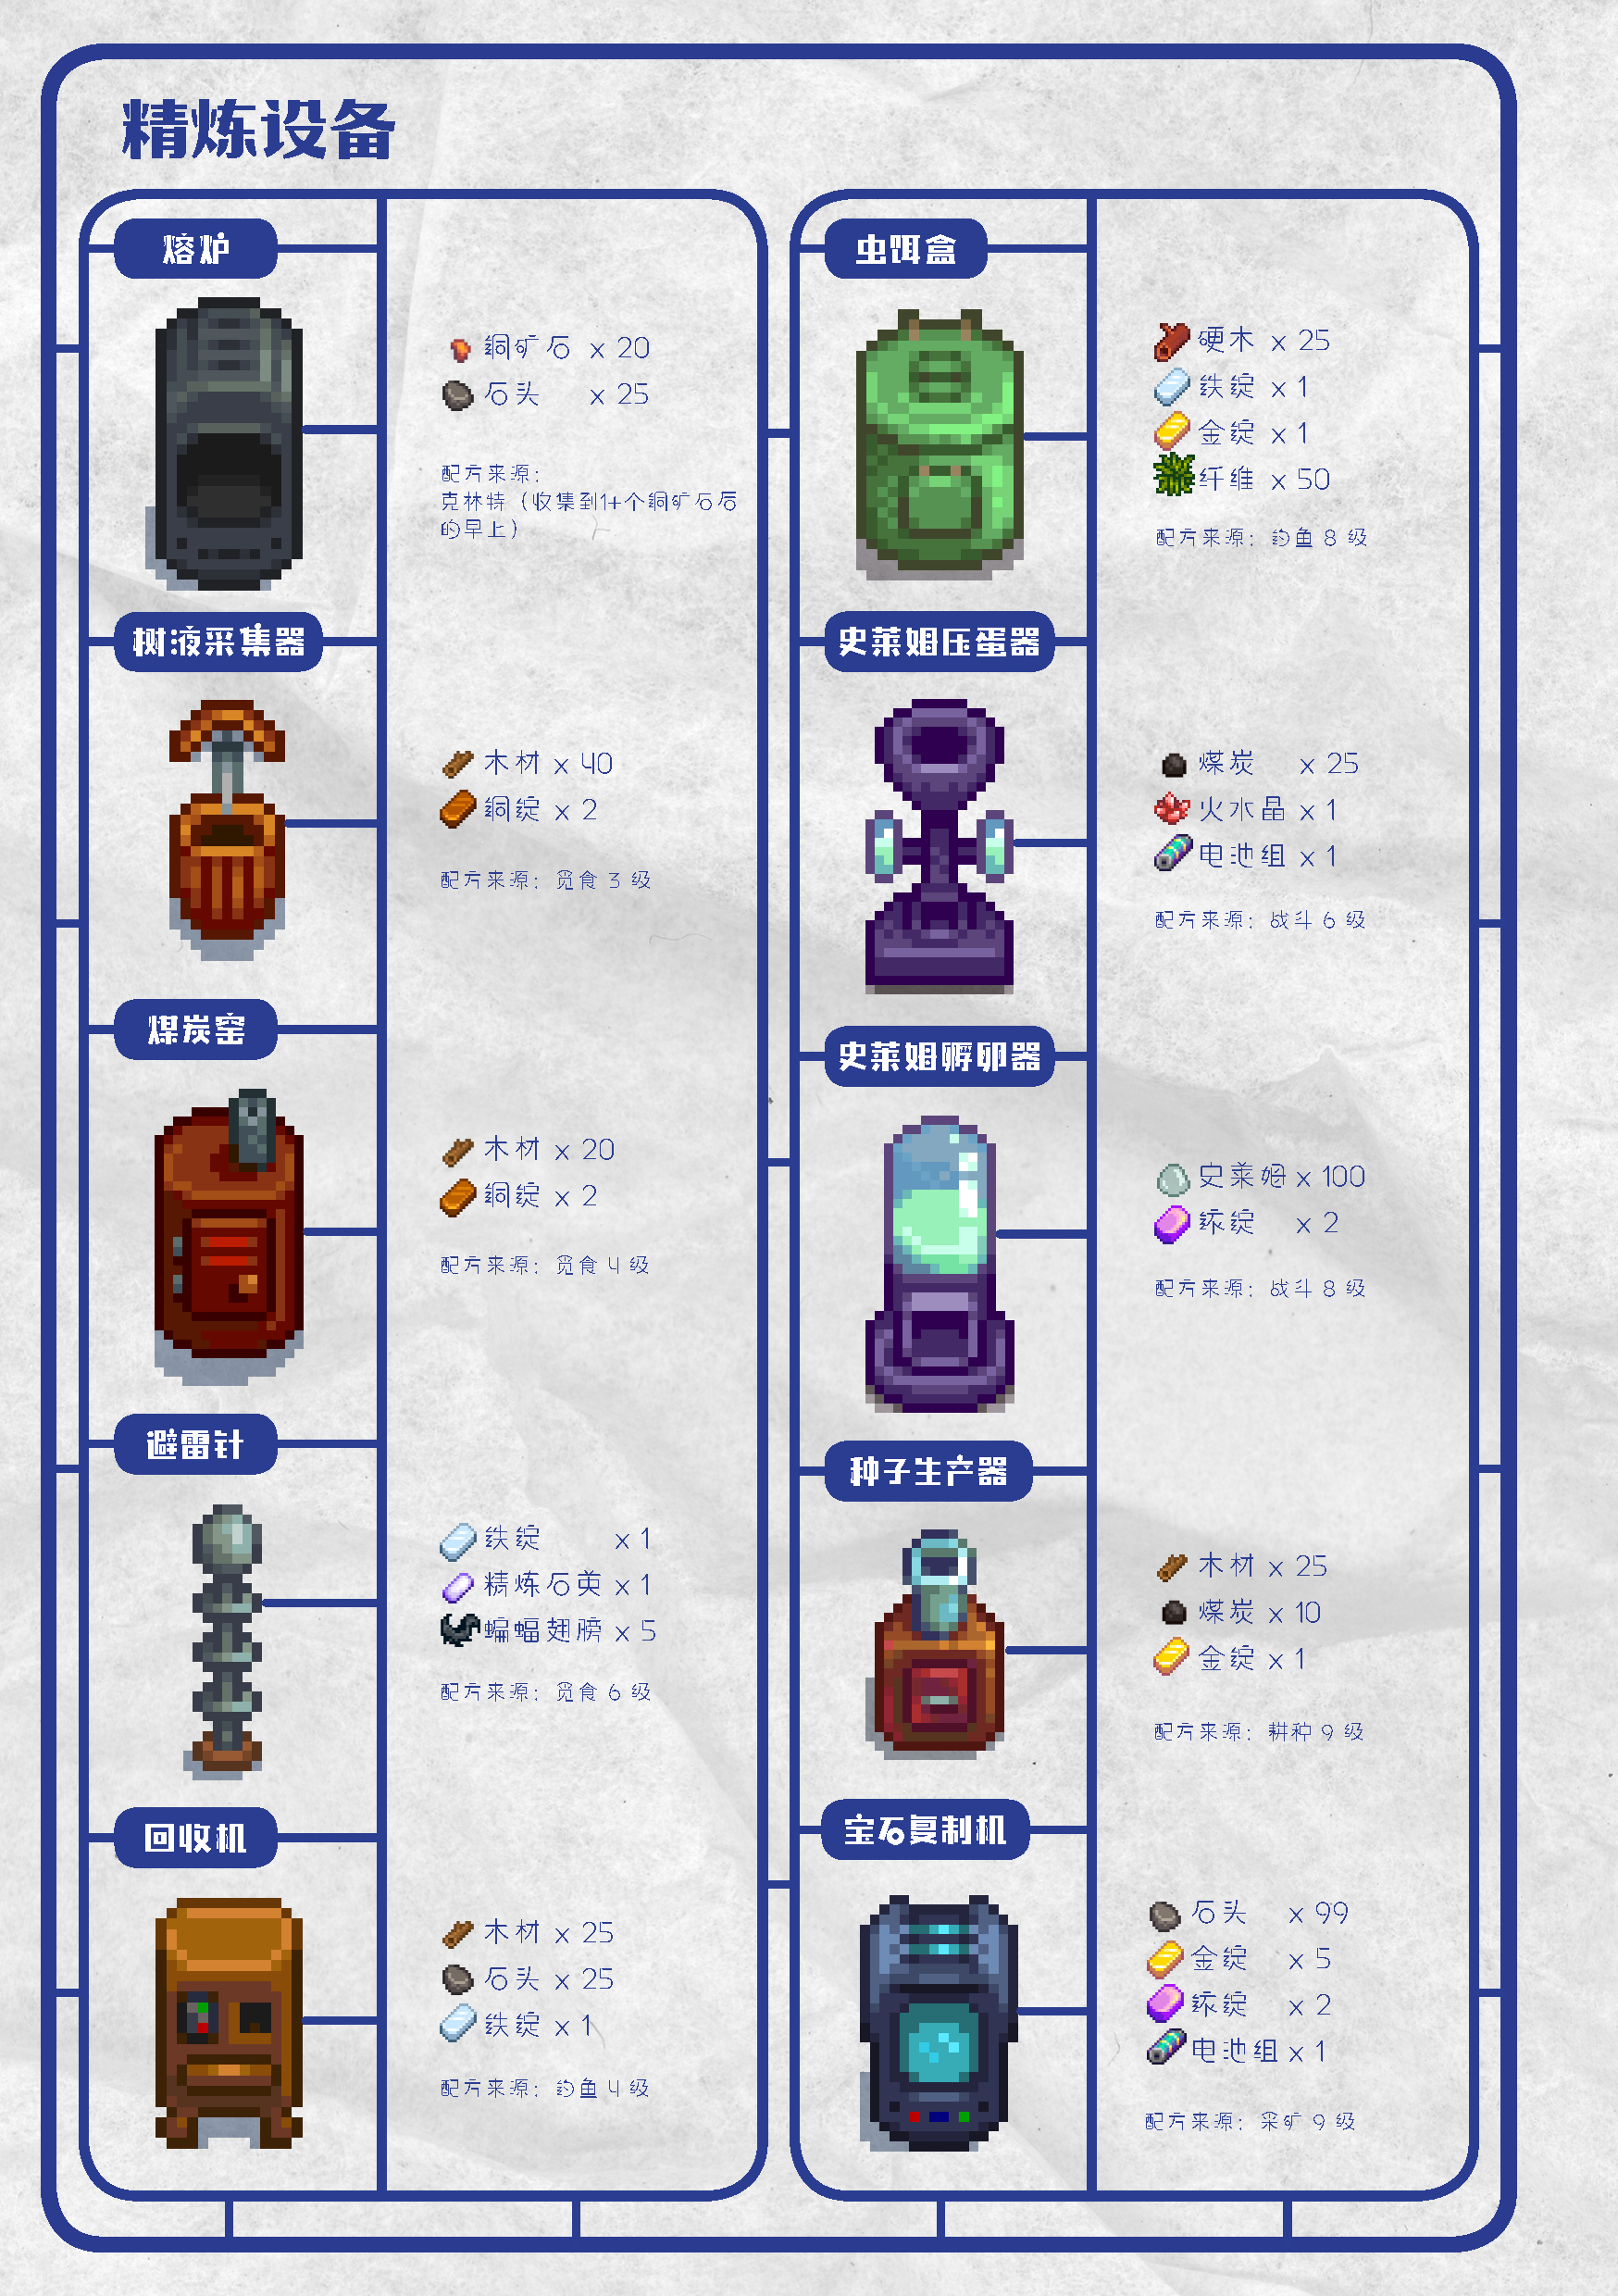 精炼设备
熔炉
铜矿石 x 20
石头 x 25
配方来源：
克林特（收集到1+个铜矿石后
的早上）
树液采集器
木材 x 40
铜锭 x 2
配方来源：觅食 3 级
煤炭窑
木材 x 20
铜锭 x 2
配方来源：觅食 4 级
避雷针
铁锭 x 1
精炼石英 x 1
蝙蝠翅膀 x 5
配方来源：觅食 6 级
回收机
木材 x 25
石头 x 25
铁锭 x 1
配方来源：钓鱼 4 级
虫饵盒
硬木 x 25
铁锭 x 1
金锭 x 1
纤维 x 50
配方来源：钓鱼 8 级
史莱姆压蛋器
煤炭 x 25
火水晶 x 1
电池组 x 1
配方来源：战斗 6 级
史莱姆孵卵器
史莱姆 x 100
铱锭 x 2
配方来源：战斗 8 级
种子生产器
木材 x 25
煤炭 x 10
金锭 x 1
配方来源：耕种 9 级
宝石复制机
石头 x 99
金锭 x 5
铱锭 x 2
电池组 x 1
配方来源：采矿 9 级